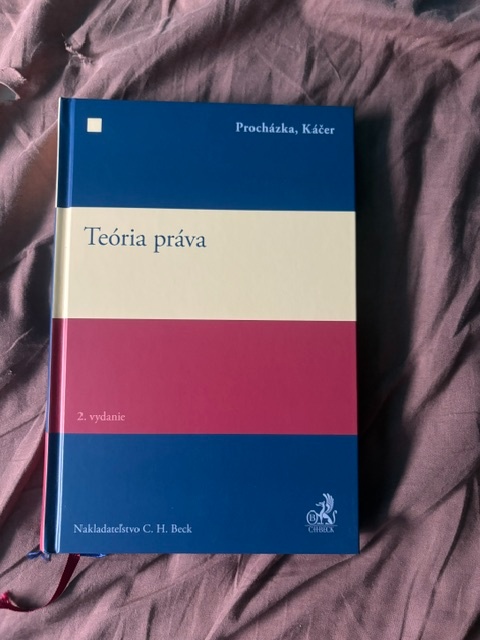 Procházka, Káčer
Teória práva
2. vydanie
Nakladateľstvo C. H. Beck
B
C·H·BECK